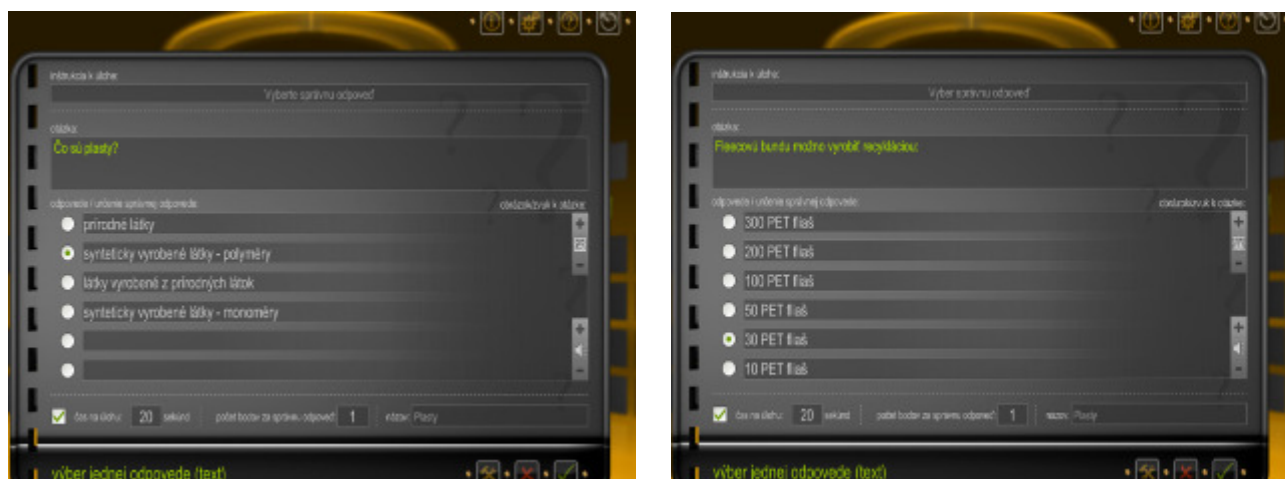 inštrukcia k úlohe:
Vyberte správnu odpoveď
otázka:
Čo sú plasty?
odpovede i určenie správnej odpovede:
obrázok/zvuk k otázke:
prírodné látky
synteticky vyrobené látky - polyméry
látky vyrobené z prírodných látok
synteticky vyrobené látky - monoméry
čas na úlohu: 20 sekúnd počet bodov za správnu odpoveď: 1 názov: Plasty
výber jednej odpovede (text)
inštrukcia k úlohe:
Vyber správnu odpoveď
otázka:
Fleecovú bundu možno vyrobiť recykláciou:
odpovede i určenie správnej odpovede:
obrázok/zvuk k otázke:
300 PET fliaš
200 PET fliaš
100 PET fliaš
50 PET fliaš
30 PET fliaš
10 PET fliaš
čas na úlohu: 20 sekúnd počet bodov za správnu odpoveď: 1 názov: Plasty
výber jednej odpovede (text)